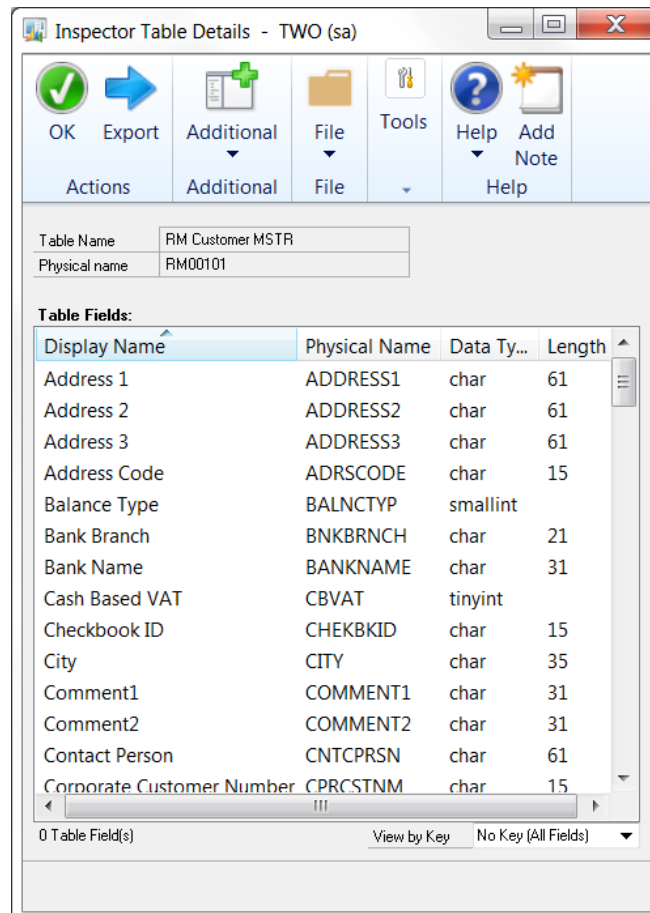 Inspector Table Details - TWO (sa)
OK Export Additional File Tools Help Add Note
Actions Additional File Help
Table Name RM Customer MSTR
Physical name RM00101
Table Fields:
Display Name Physical Name Data Ty... Length
Address 1 ADDRESS1 char 61
Address 2 ADDRESS2 char 61
Address 3 ADDRESS3 char 61
Address Code ADRSCODE char 15
Balance Type BALNCTYP smallint
Bank Branch BNKBRNCH char 21
Bank Name BANKNAME char 31
Cash Based VAT CBVAT tinyint
Checkbook ID CHEKBKID char 15
City CITY char 35
Comment1 COMMENT1 char 31
Comment2 COMMENT2 char 31
Contact Person CNTCPRSN char 61
Corporate Customer Number CPRCSTNM char 15
0 Table Field(s) View by Key No Key (All Fields)